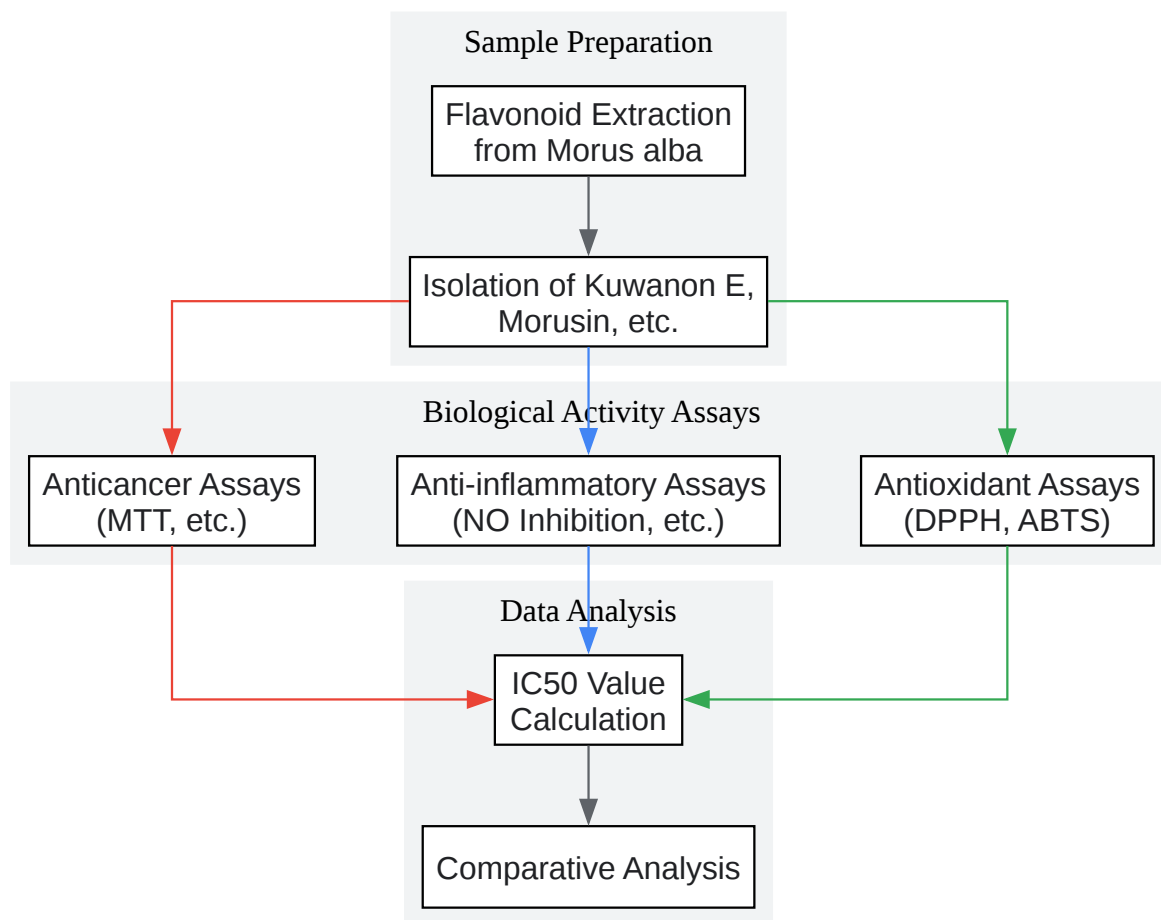 Sample Preparation
Flavonoid Extraction
from Morus alba
Isolation of Kuwanon E,
Morusin, etc.
Biological Activity Assays
Anticancer Assays
(MTT, etc.)
Anti-inflammatory Assays
(NO Inhibition, etc.)
Antioxidant Assays
(DPPH, ABTS)
Data Analysis
IC50 Value
Calculation
Comparative Analysis